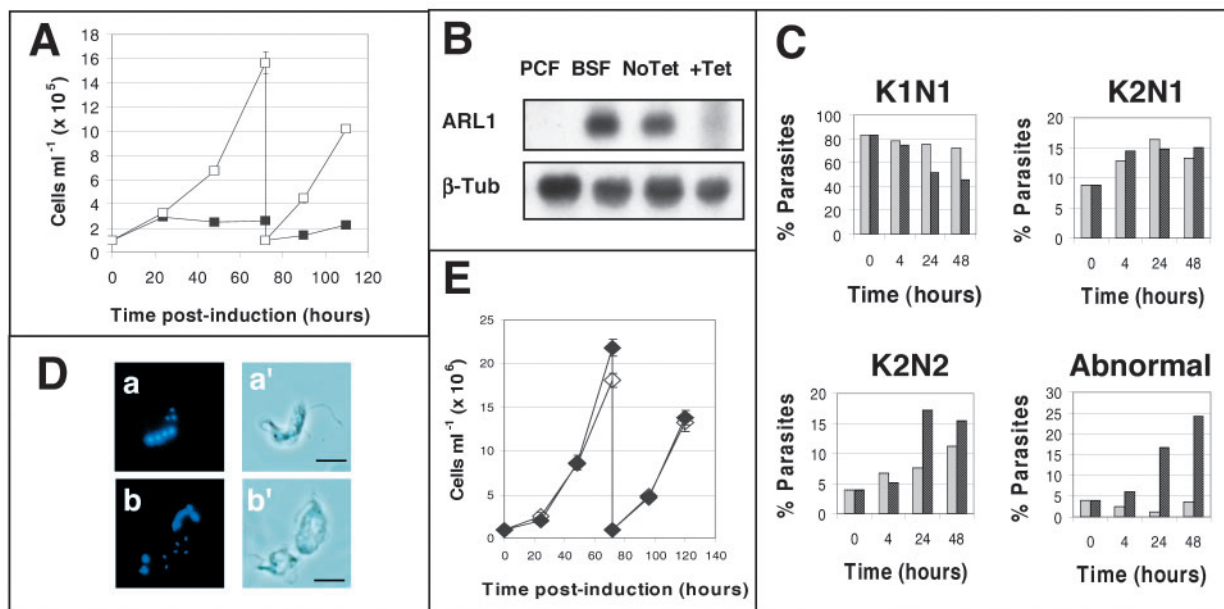 A
Cells ml⁻¹ (x 10⁵)
18
16
14
12
10
8
6
4
2
0
0 20 40 60 80 100 120
Time post-induction (hours)
B
PCF BSF NoTet +Tet
ARL1
β-Tub
C
K1N1
% Parasites
100
80
60
40
20
0
0 4 24 48
Time (hours)
K2N1
% Parasites
20
15
10
5
0
0 4 24 48
Time (hours)
K2N2
% Parasites
20
15
10
5
0
0 4 24 48
Time (hours)
Abnormal
% Parasites
30
25
20
15
10
5
0
0 4 24 48
Time (hours)
D
a a'
b b'
E
Cells ml⁻¹ (x 10⁶)
25
20
15
10
5
0
0 20 40 60 80 100 120 140
Time post-induction (hours)